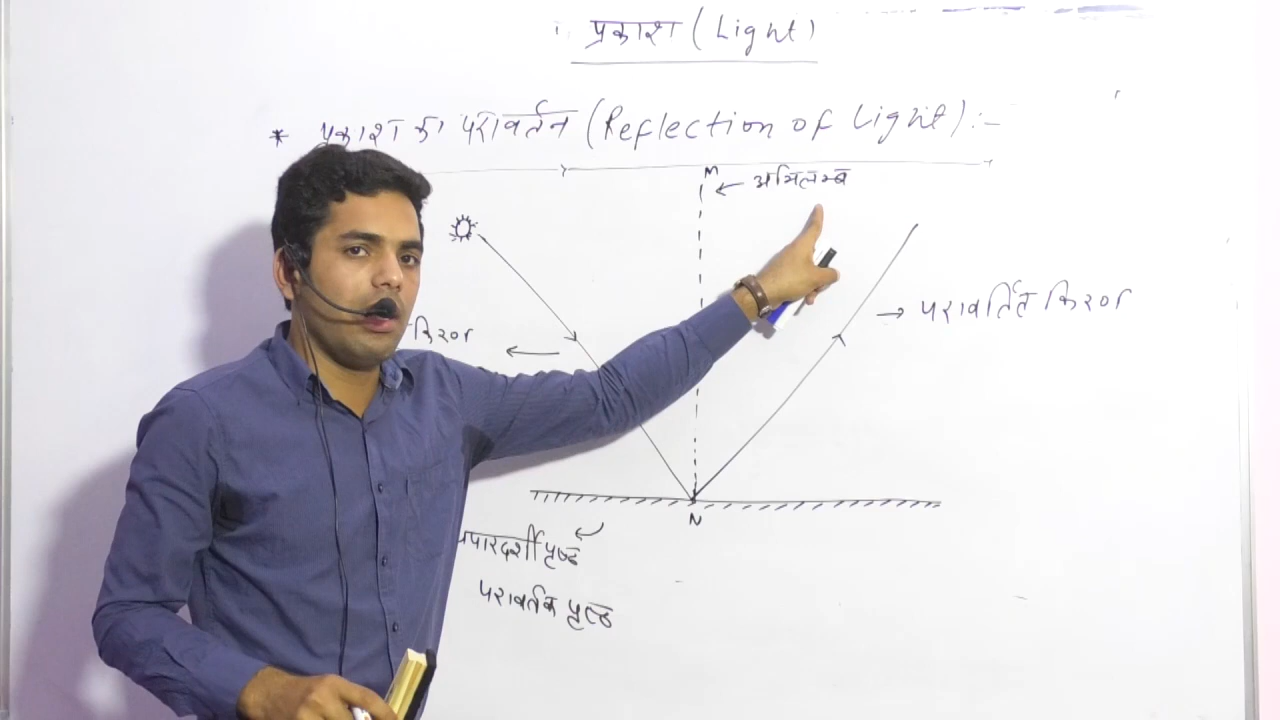 प्रकाश (Light)
* प्रकाश का परावर्तन (Reflection of Light) :-
M
← अभिलम्ब
→ परावर्तित किरण
किरण
N
अपारदर्शी पृष्ठ
परावर्तक पृष्ठ